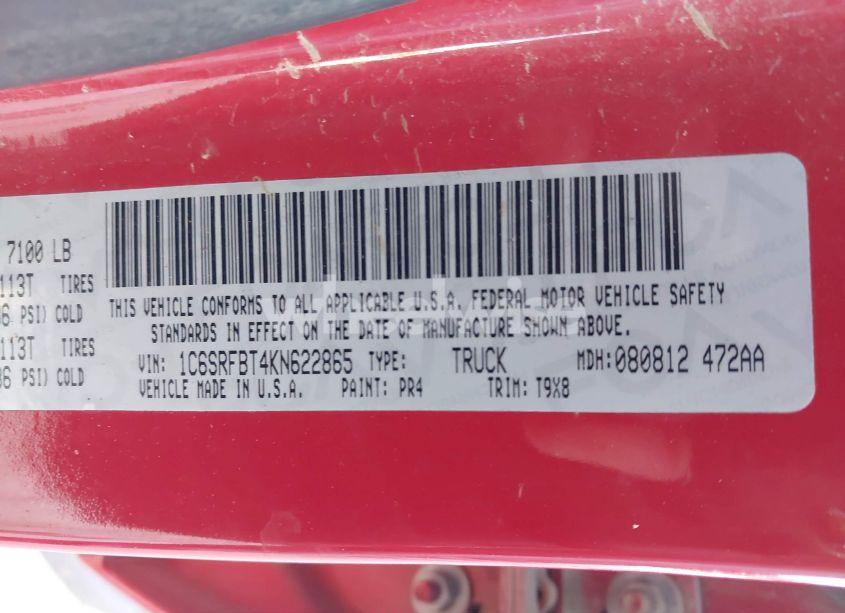 7100 LB
113T TIRES
36 PSI) COLD
113T TIRES
36 PSI) COLD
THIS VEHICLE CONFORMS TO ALL APPLICABLE U.S.A. FEDERAL MOTOR VEHICLE SAFETY
STANDARDS IN EFFECT ON THE DATE OF MANUFACTURE SHOWN ABOVE.
VIN: 1C6SRFBT4KN622865 TYPE: TRUCK MDH: 080812 472AA
VEHICLE MADE IN U.S.A. PAINT: PR4 TRIM: T9X8